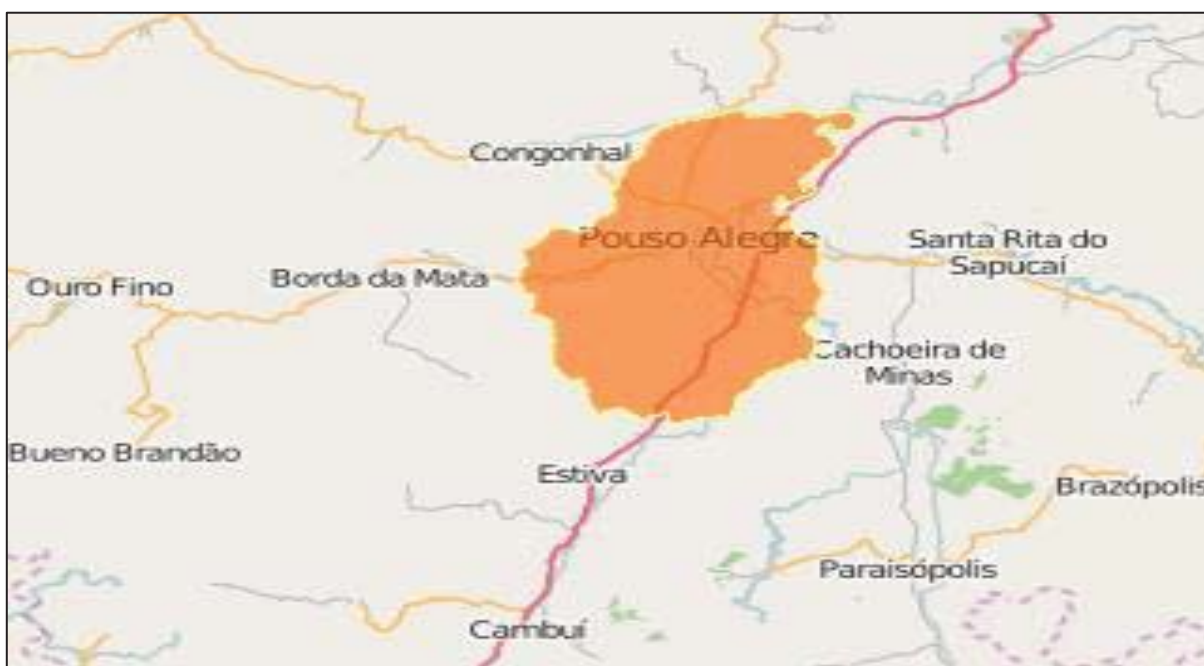 Congonhal
Pouso Alegre
Santa Rita do
Sapucaí
Borda da Mata
Ouro Fino
Cachoeira de
Minas
Bueno Brandão
Estiva
Brazópolis
Paraisópolis
Cambuí